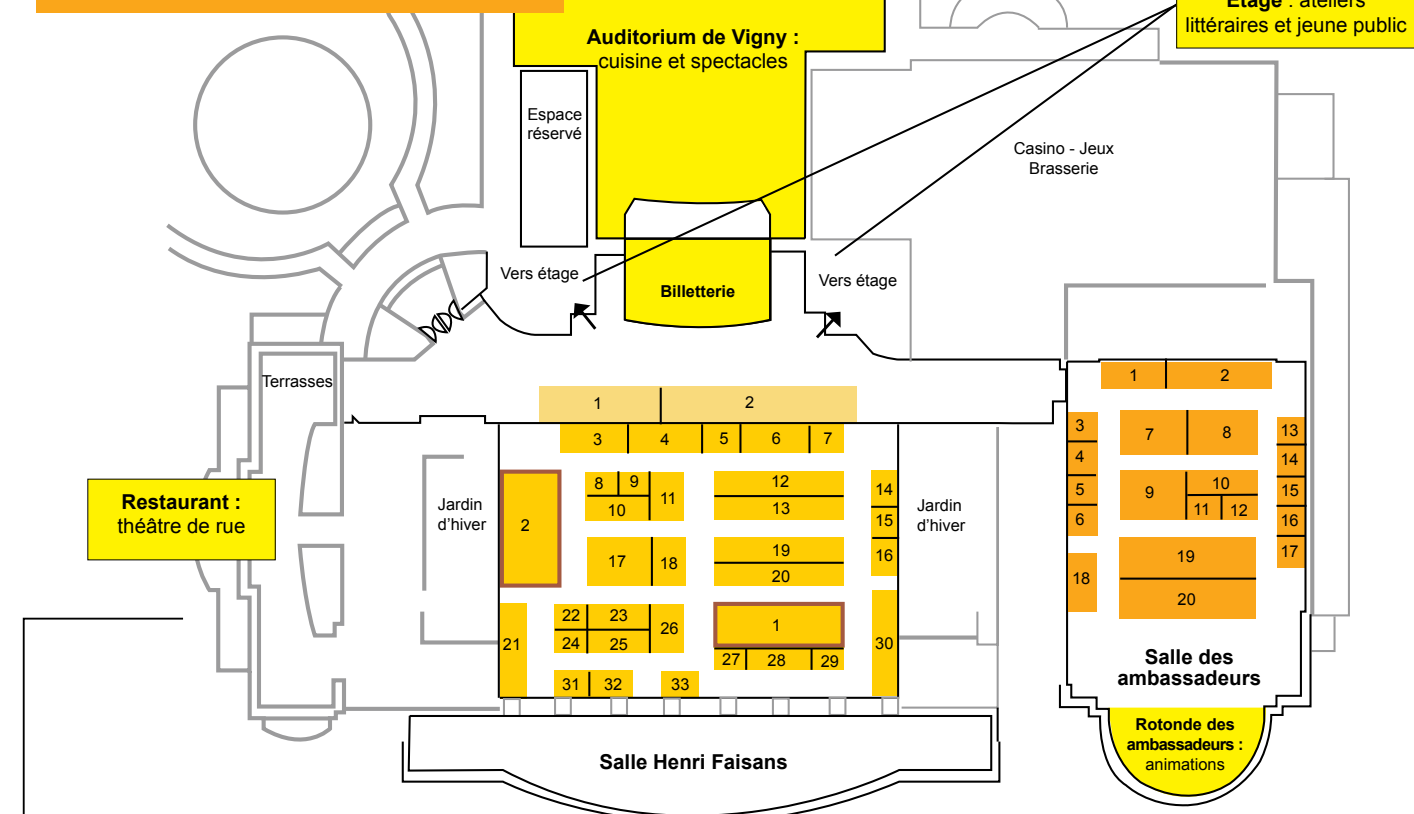 Auditorium de Vigny :
cuisine et spectacles
Etage : ateliers
littéraires et jeune public
Espace
réservé
Casino - Jeux
Brasserie
Vers étage
Billetterie
Vers étage
Terrasses
Restaurant :
théâtre de rue
Jardin
d'hiver
1 2
3 4 5 6 7
2
8 9
10
11
12
13
14
15
16
17 18
19
20
21
22 23
24 25
26
1
27 28 29
30
31 32 33
Jardin
d'hiver
Salle Henri Faisans
1 2
3
4
5
6
7 8
9
10
11 12
13
14
15
16
17
18
19
20
Salle des
ambassadeurs
Rotonde des
ambassadeurs :
animations